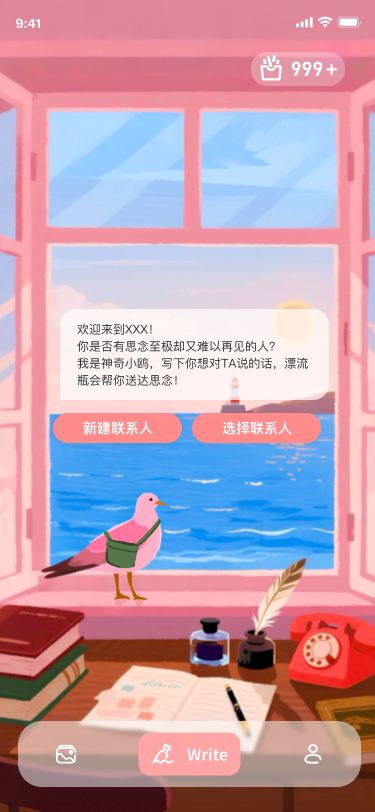 9:41
999+
欢迎来到XXX！
你是否有思念至极却又难以再见的人？
我是神奇小鸥，写下你想对TA说的话，漂流
瓶会帮你送达思念！
新建联系人
选择联系人
Write